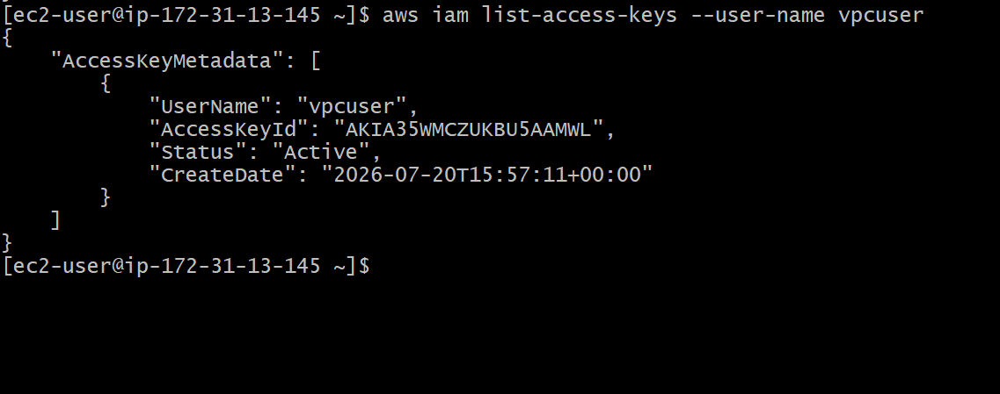 [ec2-user@ip-172-31-13-145 ~]$ aws iam list-access-keys --user-name vpcuser
{
    "AccessKeyMetadata": [
        {
            "UserName": "vpcuser",
            "AccessKeyId": "AKIA35WMCZUKBU5AAMWL",
            "Status": "Active",
            "CreateDate": "2026-07-20T15:57:11+00:00"
        }
    ]
}
[ec2-user@ip-172-31-13-145 ~]$